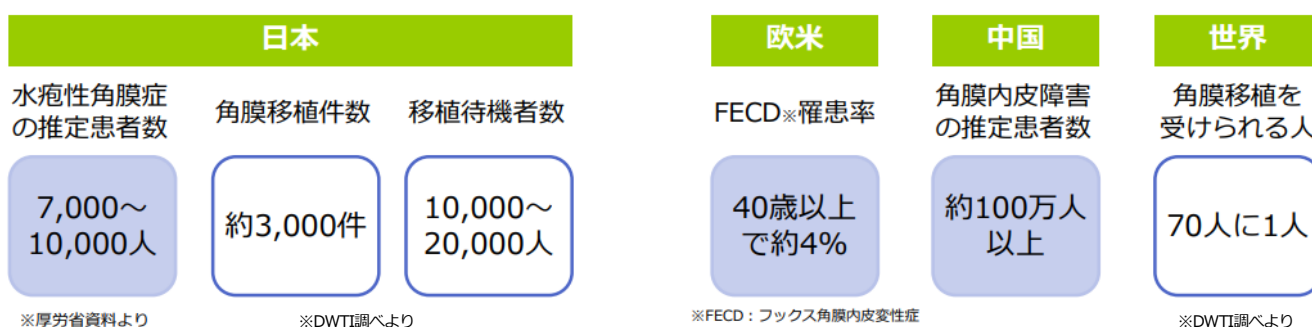 日本
水疱性角膜症
の推定患者数
7,000～
10,000人
※厚労省資料より
角膜移植件数
約3,000件
移植待機者数
10,000～
20,000人
※DWTI調べより
欧米
FECD※罹患率
40歳以上
で約4%
※FECD：フックス角膜内皮変性症
中国
角膜内皮障害
の推定患者数
約100万人
以上
世界
角膜移植を
受けられる人
70人に1人
※DWTI調べより